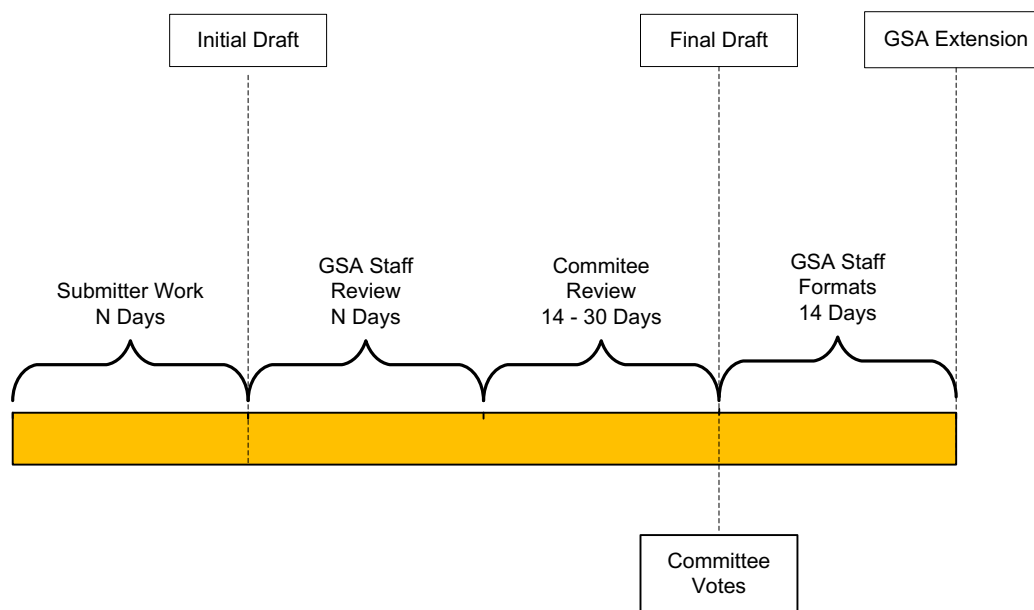 Initial Draft
Final Draft
GSA Extension
Submitter Work
N Days
GSA Staff
Review
N Days
Commitee
Review
14 - 30 Days
GSA Staff
Formats
14 Days
Committee
Votes